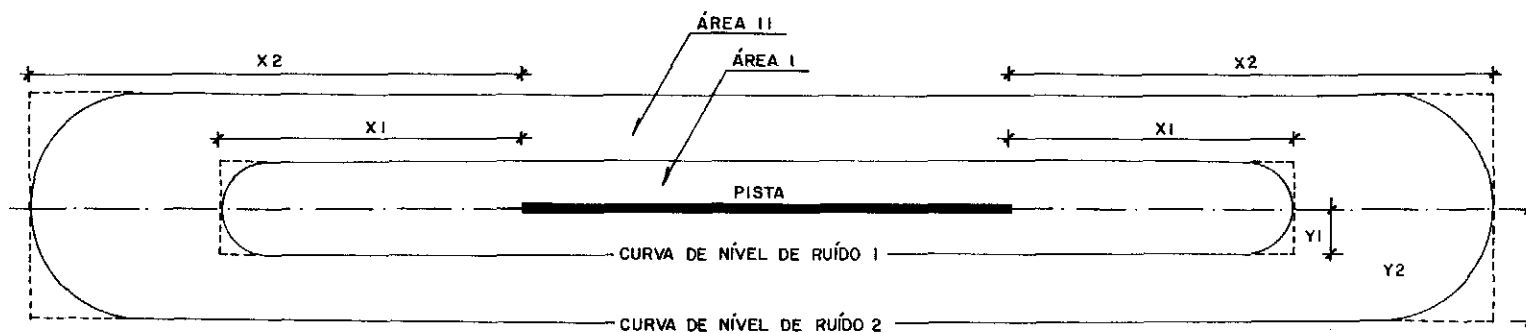 ÁREA II
X2
ÁREA I
X2
X1
X1
PISTA
Y1
CURVA DE NÍVEL DE RUÍDO 1
Y2
CURVA DE NÍVEL DE RUÍDO 2